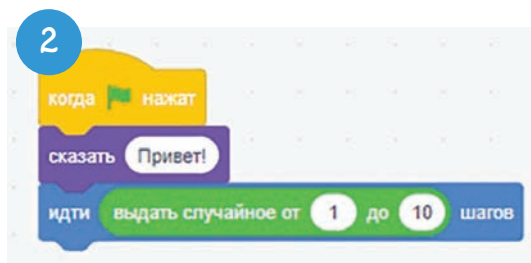 2
когда нажат
сказать Привет!
идти выдать случайное от 1 до 10 шагов